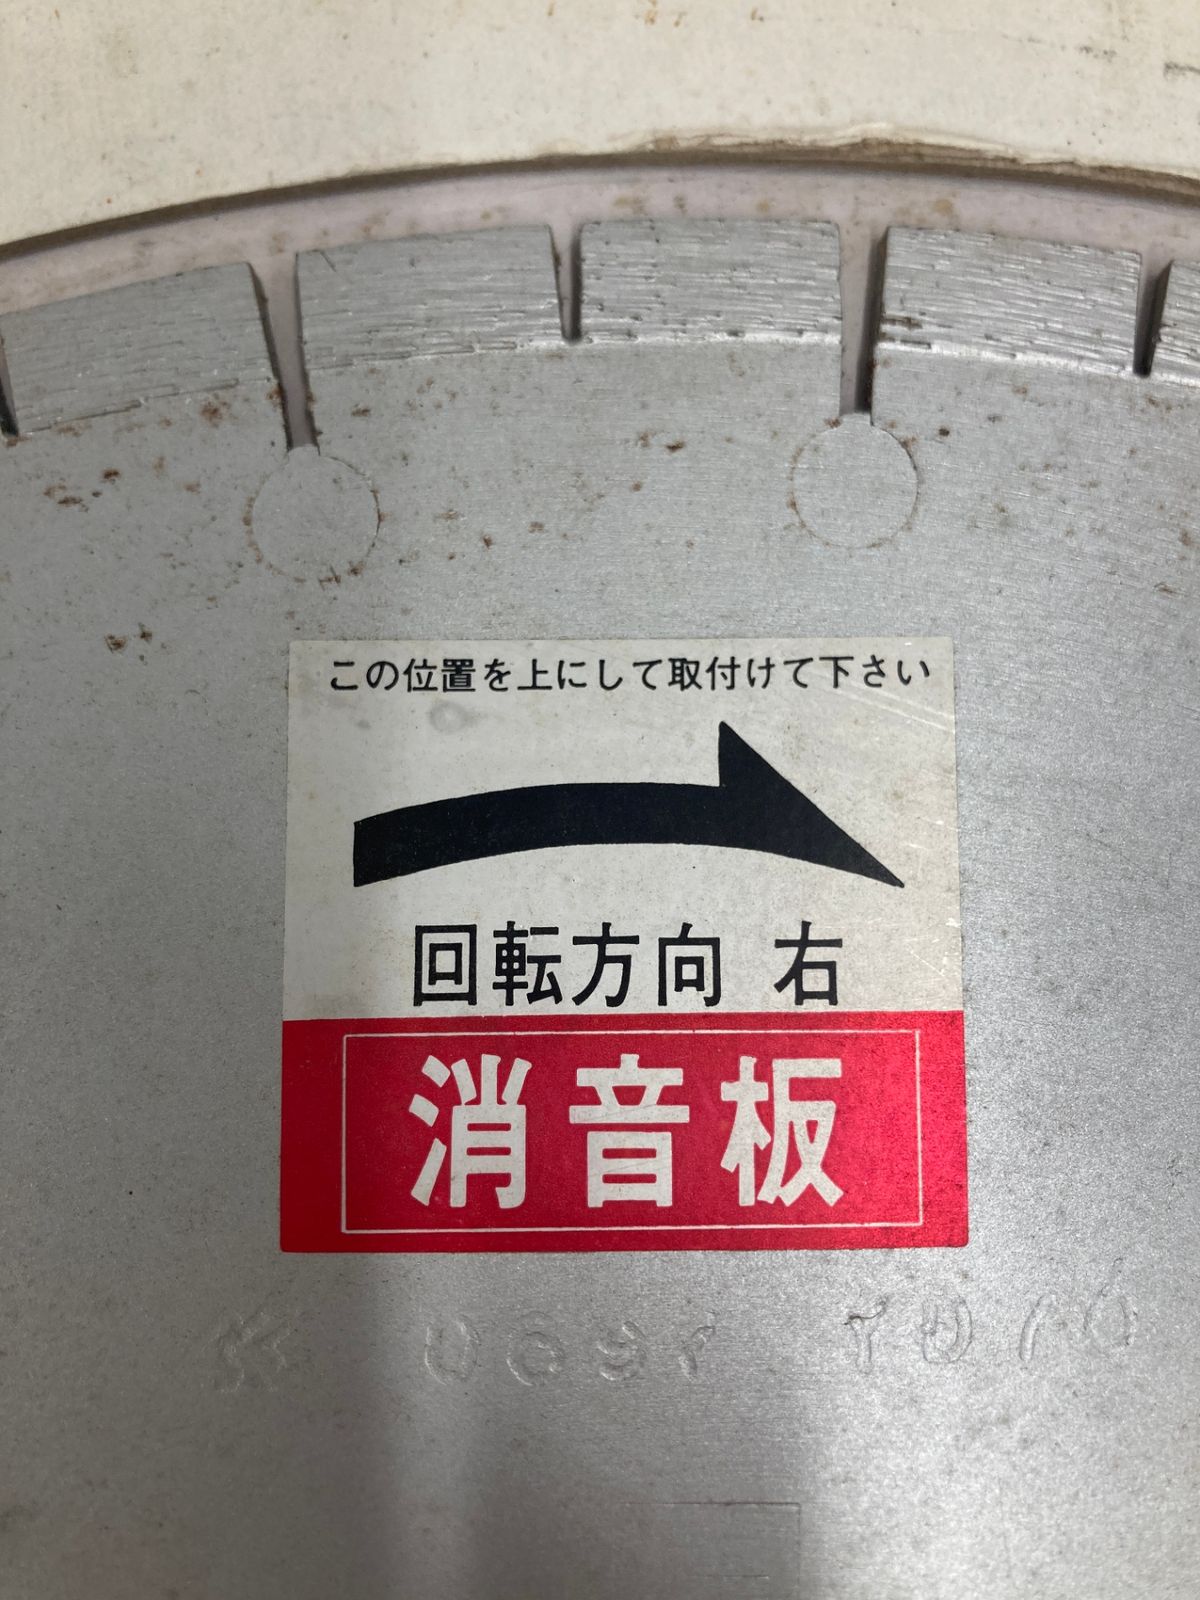 この位置を上にして取付けて下さい
回転方向 右
消音板